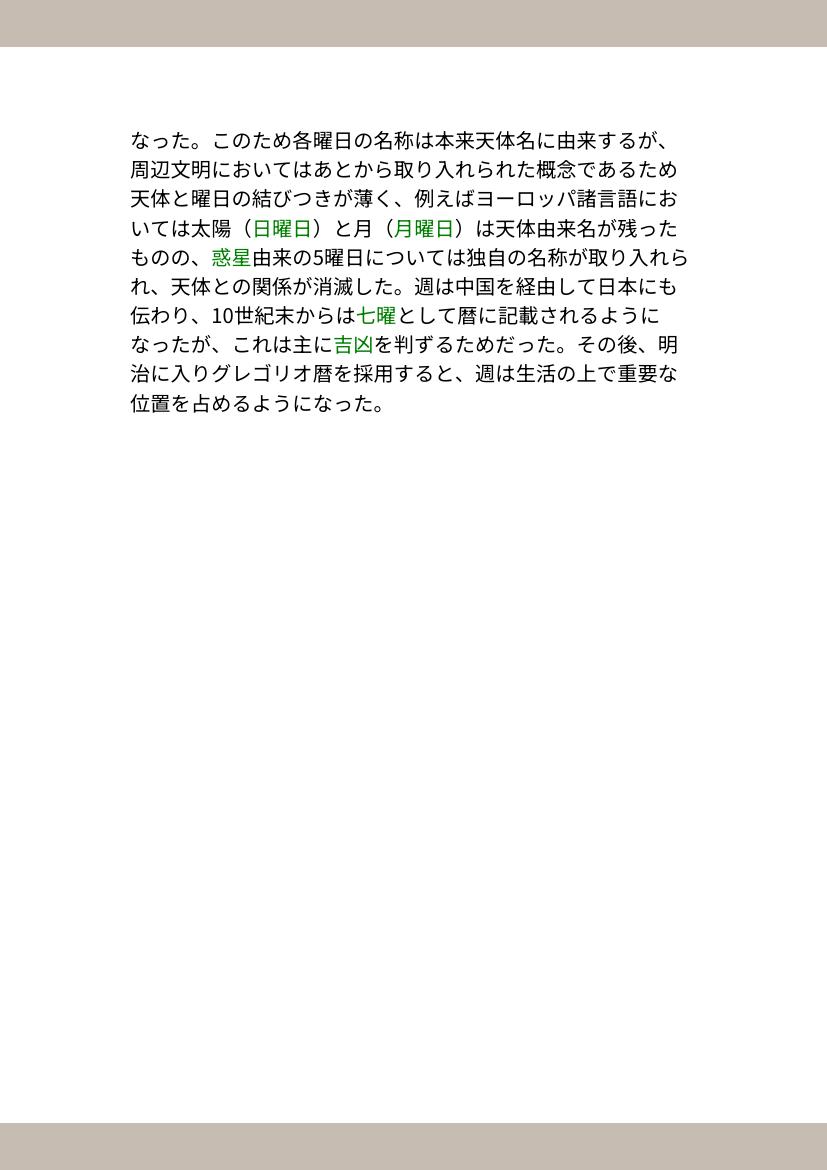 なった。このため各曜日の名称は本来天体名に由来するが、
周辺文明においてはあとから取り入れられた概念であるため
天体と曜日の結びつきが薄く、例えばヨーロッパ諸言語にお
いては太陽（日曜日）と月（月曜日）は天体由来名が残った
ものの、惑星由来の5曜日については独自の名称が取り入れら
れ、天体との関係が消滅した。週は中国を経由して日本にも
伝わり、10世紀末からは七曜として暦に記載されるように
なったが、これは主に吉凶を判ずるためだった。その後、明
治に入りグレゴリオ暦を採用すると、週は生活の上で重要な
位置を占めるようになった。